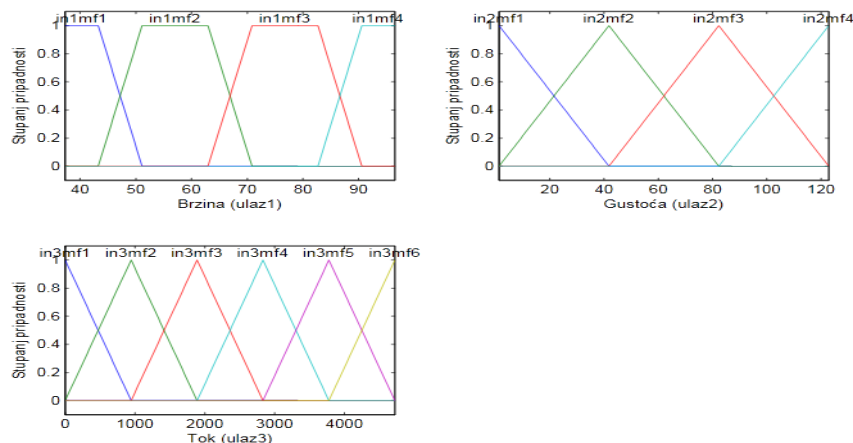 in1mf1 in1mf2 in1mf3 in1mf4
1
0.8
0.6
0.4
0.2
0
Stupanj pripadnosti
40 50 60 70 80 90
Brzina (ulaz1)
in2mf1 in2mf2 in2mf3 in2mf4
1
0.8
0.6
0.4
0.2
0
Stupanj pripadnosti
20 40 60 80 100 120
Gustoća (ulaz2)
in3mf1 in3mf2 in3mf3 in3mf4 in3mf5 in3mf6
1
0.8
0.6
0.4
0.2
0
Stupanj pripadnosti
0 1000 2000 3000 4000
Tok (ulaz3)